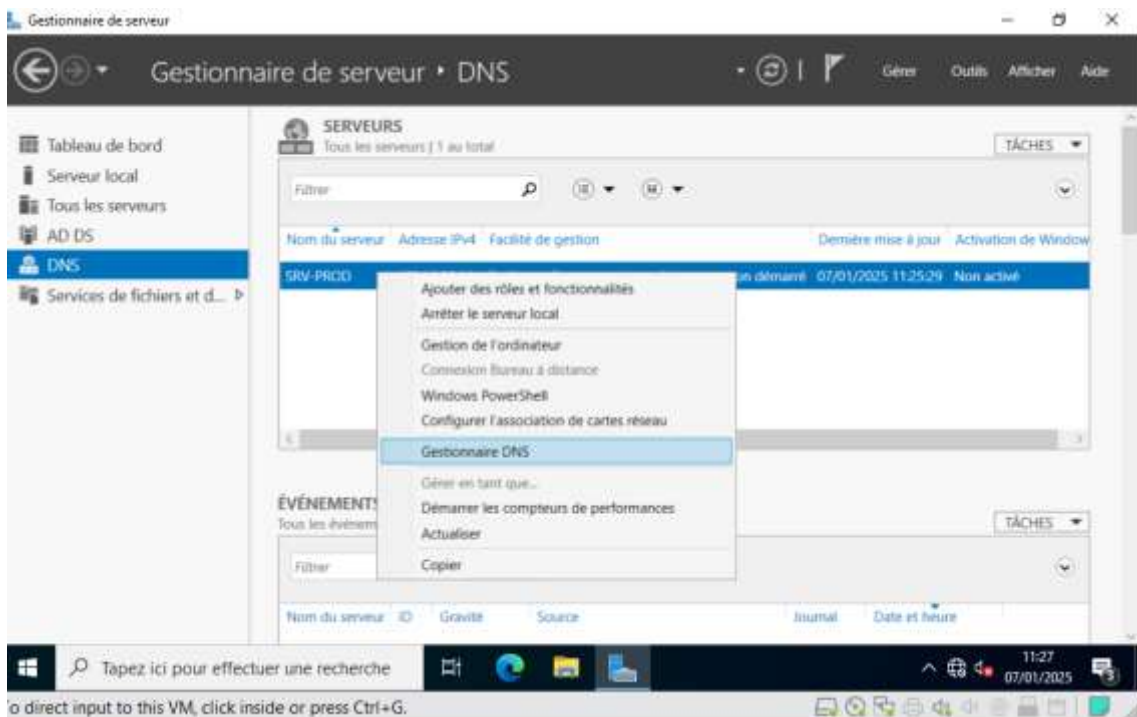 Gestionnaire de serveur
Gestionnaire de serveur • DNS
Gérer Outils Afficher Aide
Tableau de bord
Serveur local
Tous les serveurs
AD DS
DNS
Services de fichiers et d...
SERVEURS
Tous les serveurs | 1 au total
TÂCHES
Filtrer
Nom du serveur Adresse IPv4 Facilité de gestion Dernière mise à jour Activation de Window
SRV-PROD on démarré 07/01/2025 11:25:29 Non activé
Ajouter des rôles et fonctionnalités
Arrêter le serveur local
Gestion de l'ordinateur
Connexion Bureau à distance
Windows PowerShell
Configurer l'association de cartes réseau
Gestionnaire DNS
Gérer en tant que...
Démarrer les compteurs de performances
Actualiser
Copier
ÉVÉNEMENTS
Tous les événem
TÂCHES
Filtrer
Nom du serveur ID Gravité Source Journal Date et heure
Tapez ici pour effectuer une recherche
11:27
07/01/2025
3
o direct input to this VM, click inside or press Ctrl+G.